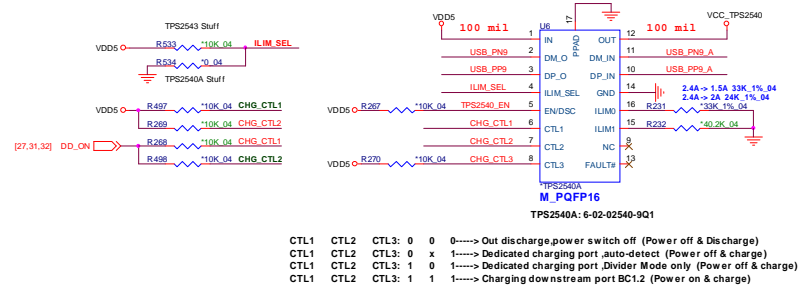 TPS2543 Stuff
VDD5 R533 *10K_04 ILIM_SEL
R534 *0_04
TPS2540A Stuff
VDD5 R497 *10K_04 CHG_CTL1
R269 *10K_04 CHG_CTL2
[27,31,32] DD_ON R268 *10K_04 CHG_CTL1
R498 *10K_04 CHG_CTL2
VDD5 VCC_TPS2540
100 mil U6 17 100 mil
PPAD
1 IN OUT 12
USB_PN9 2 DM_O DM_IN 11 USB_PN9_A
USB_PP9 3 DP_O DP_IN 10 USB_PP9_A
ILIM_SEL 4 ILIM_SEL GND 14
2.4A-> 1.5A 33K_1%_04
2.4A-> 2A 24K_1%_04
VDD5 R267 *10K_04 TPS2540_EN 5 EN/DSC ILIM0 16 R231 *33K_1%_04
CHG_CTL1 6 CTL1 ILIM1 15 R232 *40.2K_04
CHG_CTL2 7 CTL2 NC 9
VDD5 R270 *10K_04 CHG_CTL3 8 CTL3 FAULT# 13
*TPS2540A
M_PQFP16
TPS2540A: 6-02-02540-9Q1
CTL1 CTL2 CTL3: 0 0 0-----> Out discharge,power switch off (Power off & Discharge)
CTL1 CTL2 CTL3: 0 x 1-----> Dedicated charging port ,auto-detect (Power off & charge)
CTL1 CTL2 CTL3: 1 0 1-----> Dedicated charging port ,Divider Mode only (Power off & charge)
CTL1 CTL2 CTL3: 1 1 1-----> Charging downstream port BC1.2 (Power on & charge)